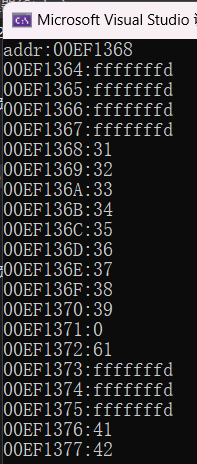 Microsoft Visual Studio
addr:00EF1368
00EF1364:fffffffd
00EF1365:fffffffd
00EF1366:fffffffd
00EF1367:fffffffd
00EF1368:31
00EF1369:32
00EF136A:33
00EF136B:34
00EF136C:35
00EF136D:36
00EF136E:37
00EF136F:38
00EF1370:39
00EF1371:0
00EF1372:61
00EF1373:fffffffd
00EF1374:fffffffd
00EF1375:fffffffd
00EF1376:41
00EF1377:42